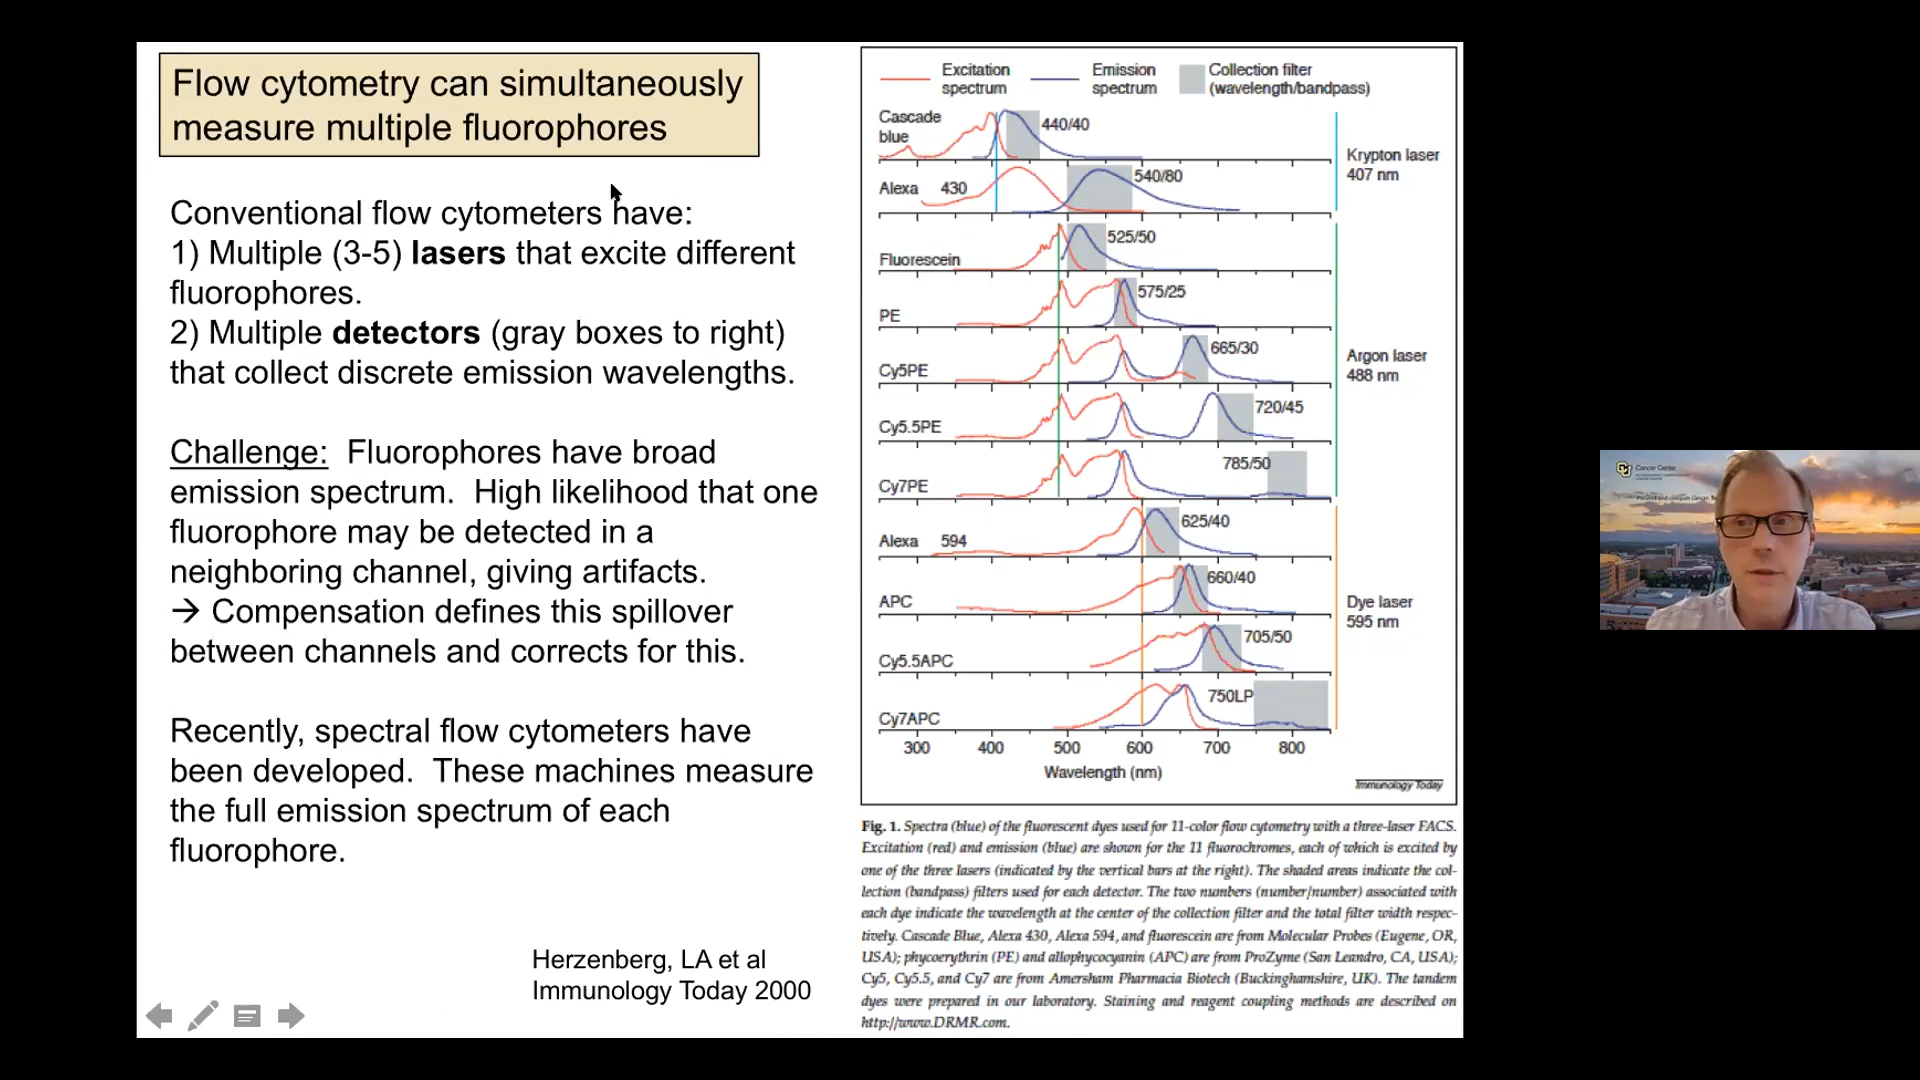 Flow cytometry can simultaneously
measure multiple fluorophores
Conventional flow cytometers have:
1) Multiple (3-5) lasers that excite different
fluorophores.
2) Multiple detectors (gray boxes to right)
that collect discrete emission wavelengths.
Challenge: Fluorophores have broad
emission spectrum. High likelihood that one
fluorophore may be detected in a
neighboring channel, giving artifacts.
→ Compensation defines this spillover
between channels and corrects for this.
Recently, spectral flow cytometers have
been developed. These machines measure
the full emission spectrum of each
fluorophore.
Herzenberg, LA et al
Immunology Today 2000
Excitation
spectrum
Emission
spectrum
Collection filter
(wavelength/bandpass)
Cascade
blue
440/40
Alexa 430
540/80
Krypton laser
407 nm
Fluorescein
525/50
PE
575/25
Cy5PE
665/30
Cy5.5PE
720/45
Cy7PE
785/50
Argon laser
488 nm
Alexa 594
625/40
APC
660/40
Cy5.5APC
705/50
Cy7APC
750LP
Dye laser
595 nm
300 400 500 600 700 800
Wavelength (nm)
Immunology Today
Fig. 1. Spectra (blue) of the fluorescent dyes used for 11-color flow cytometry with a three-laser FACS.
Excitation (red) and emission (blue) are shown for the 11 fluorochromes, each of which is excited by
one of the three lasers (indicated by the vertical bars at the right). The shaded areas indicate the col-
lection (bandpass) filters used for each detector. The two numbers (number/number) associated with
each dye indicate the wavelength at the center of the collection filter and the total filter width respec-
tively. Cascade Blue, Alexa 430, Alexa 594, and fluorescein are from Molecular Probes (Eugene, OR,
USA); phycoerythrin (PE) and allophycocyanin (APC) are from ProZyme (San Leandro, CA, USA);
Cy5, Cy5.5, and Cy7 are from Amersham Pharmacia Biotech (Buckinghamshire, UK). The tandem
dyes were prepared in our laboratory. Staining and reagent coupling methods are described on
http://www.DRMR.com.
Cancer Center